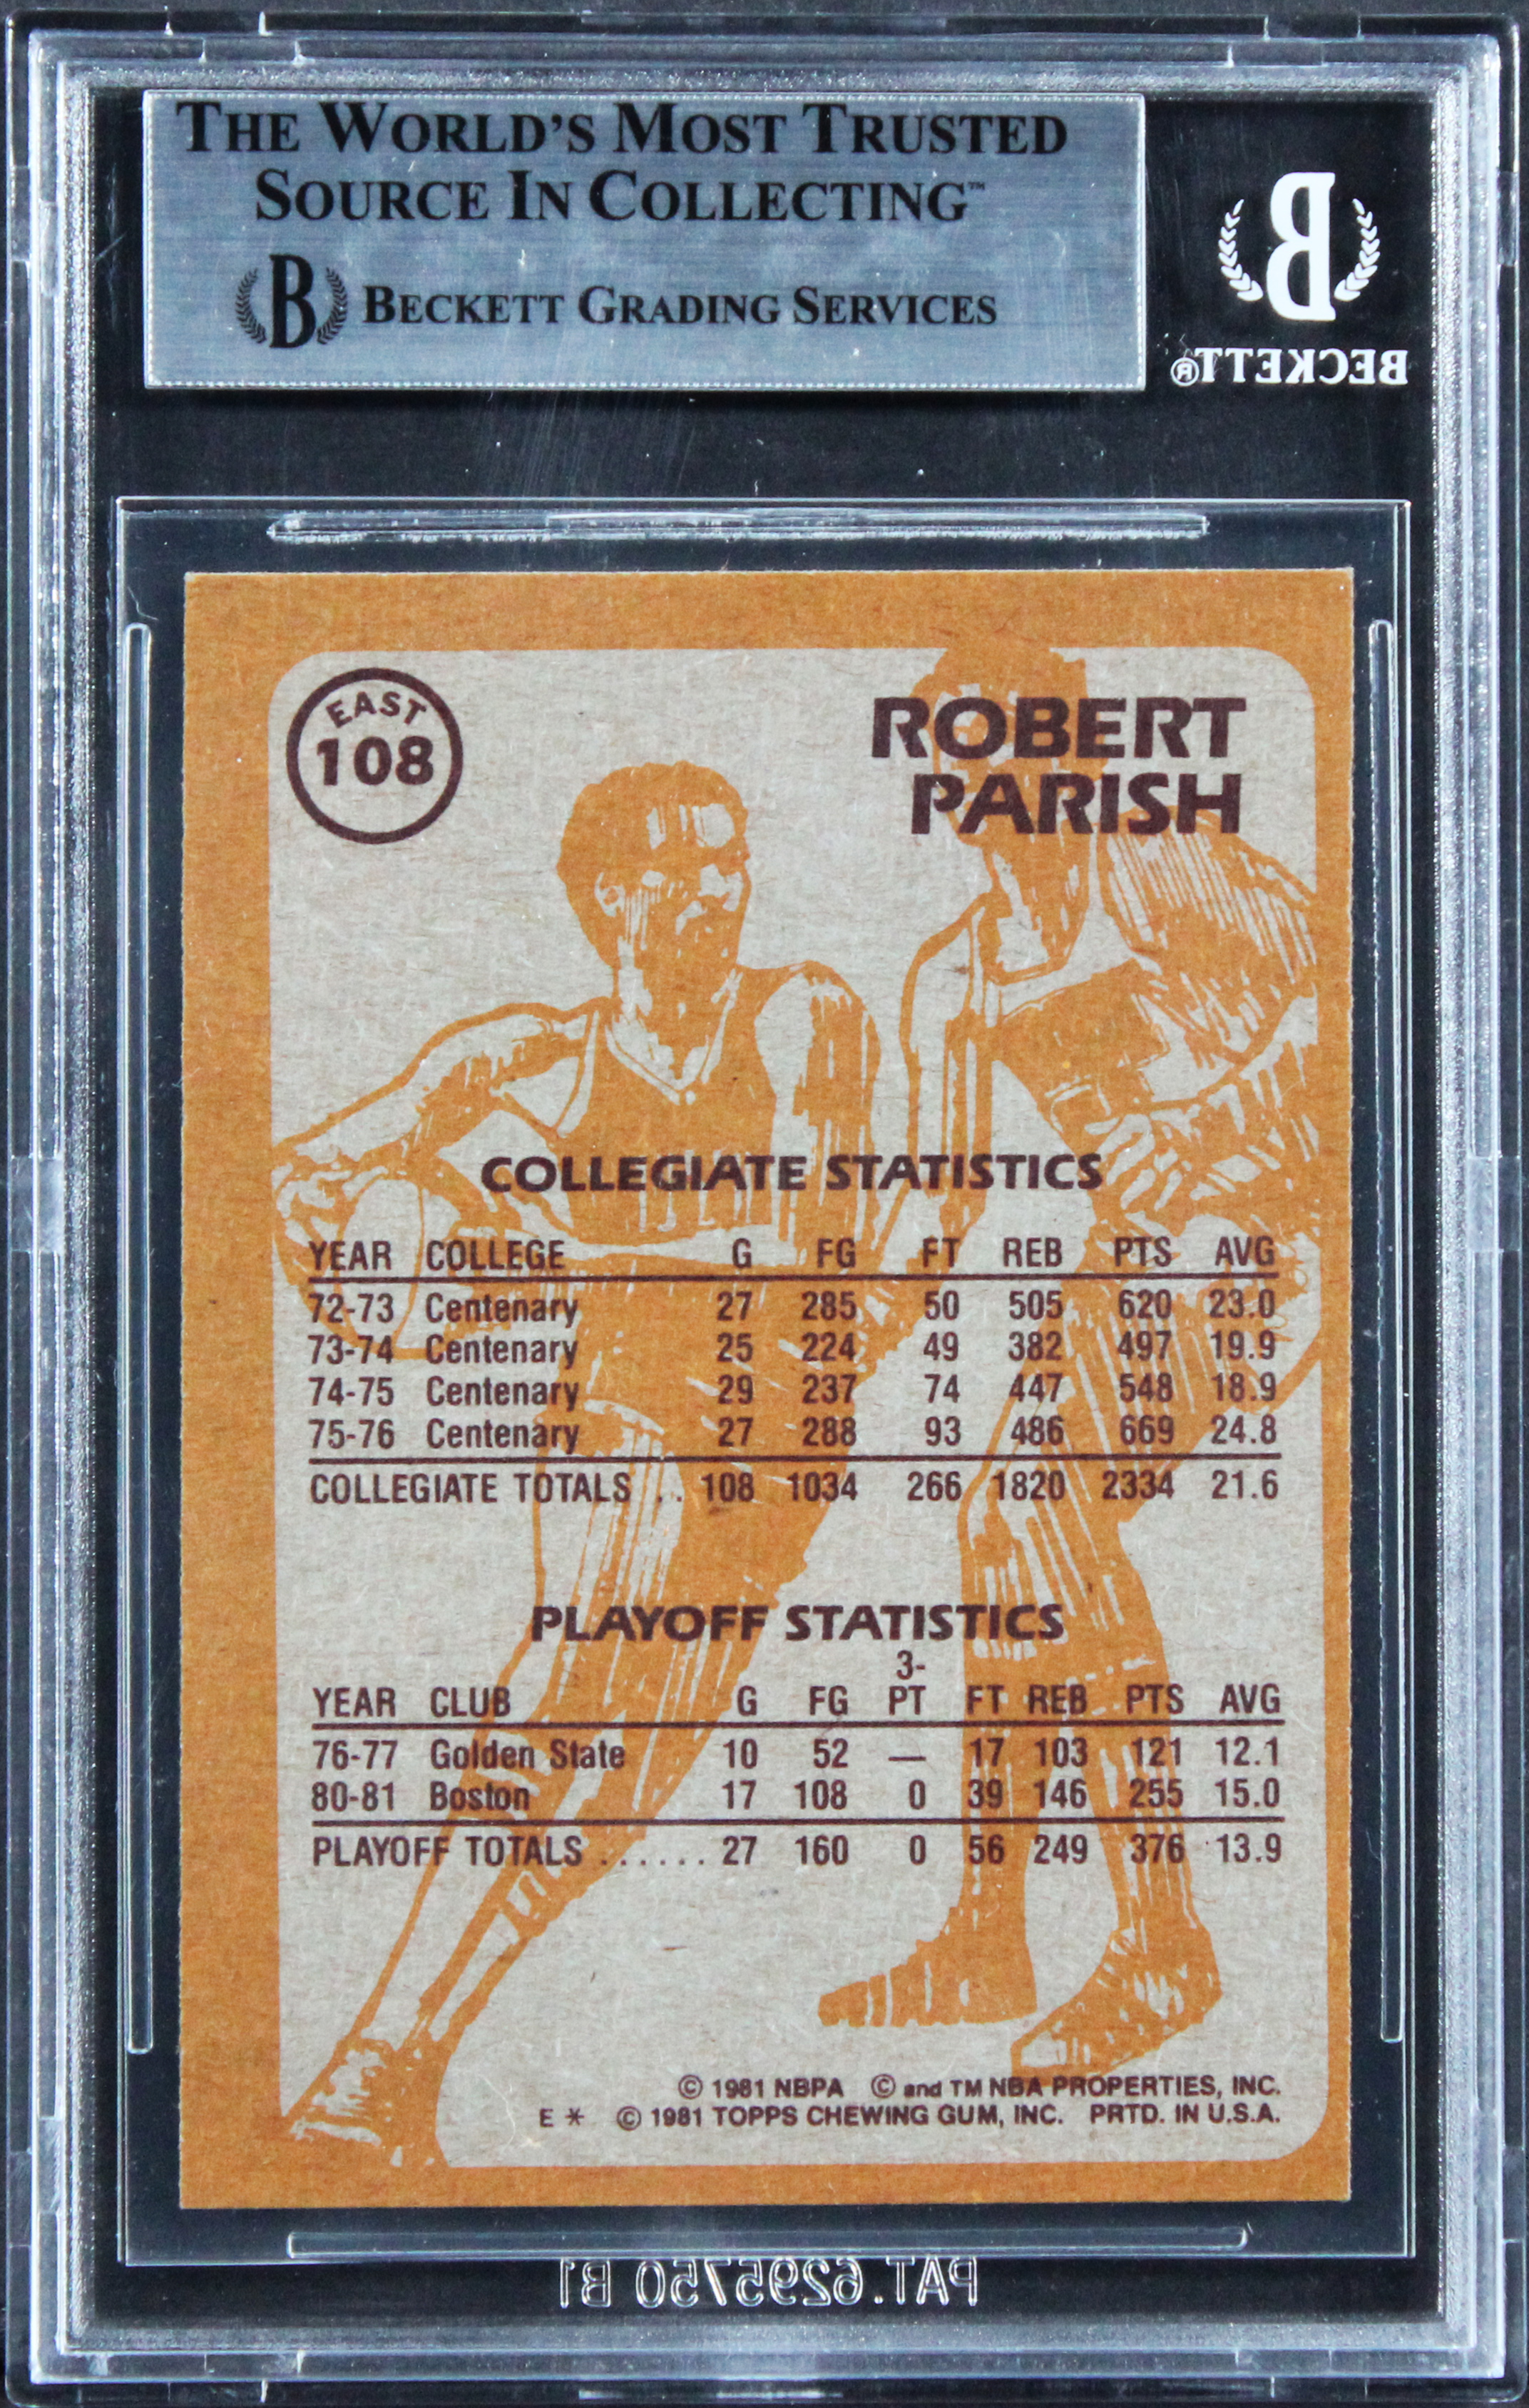 THE WORLD'S MOST TRUSTED
SOURCE IN COLLECTING™
B BECKETT GRADING SERVICES
B
BECKETT®
EAST
108
ROBERT
PARISH
COLLEGIATE STATISTICS
YEAR COLLEGE G FG FT REB PTS AVG
72-73 Centenary 27 285 50 505 620 23.0
73-74 Centenary 25 224 49 382 497 19.9
74-75 Centenary 29 237 74 447 548 18.9
75-76 Centenary 27 288 93 486 669 24.8
COLLEGIATE TOTALS .. 108 1034 266 1820 2334 21.6
PLAYOFF STATISTICS
YEAR CLUB G FG 3-PT FT REB PTS AVG
76-77 Golden State 10 52 — 17 103 121 12.1
80-81 Boston 17 108 0 39 146 255 15.0
PLAYOFF TOTALS ...... 27 160 0 56 249 376 13.9
© 1981 NBPA © and TM NBA PROPERTIES, INC.
E * © 1981 TOPPS CHEWING GUM, INC. PRTD. IN U.S.A.
PAT.6295750 B1